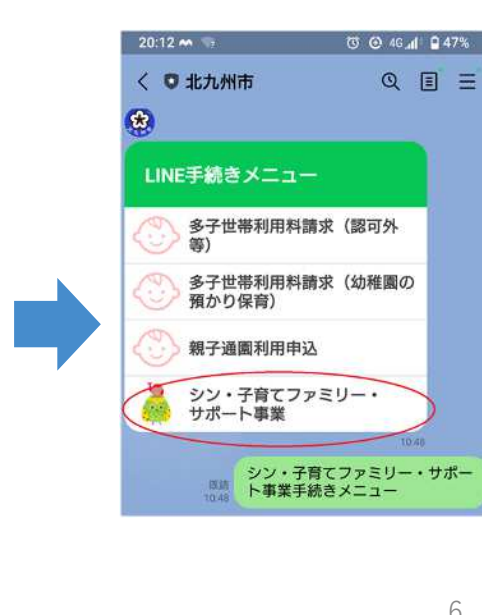 20:12 4G 47%
北九州市
LINE手続きメニュー
多子世帯利用料請求（認可外
等）
多子世帯利用料請求（幼稚園の
預かり保育）
親子通園利用申込
シン・子育てファミリー・
サポート事業
10:48
シン・子育てファミリー・サポー
ト事業手続きメニュー
既読
10:48
6